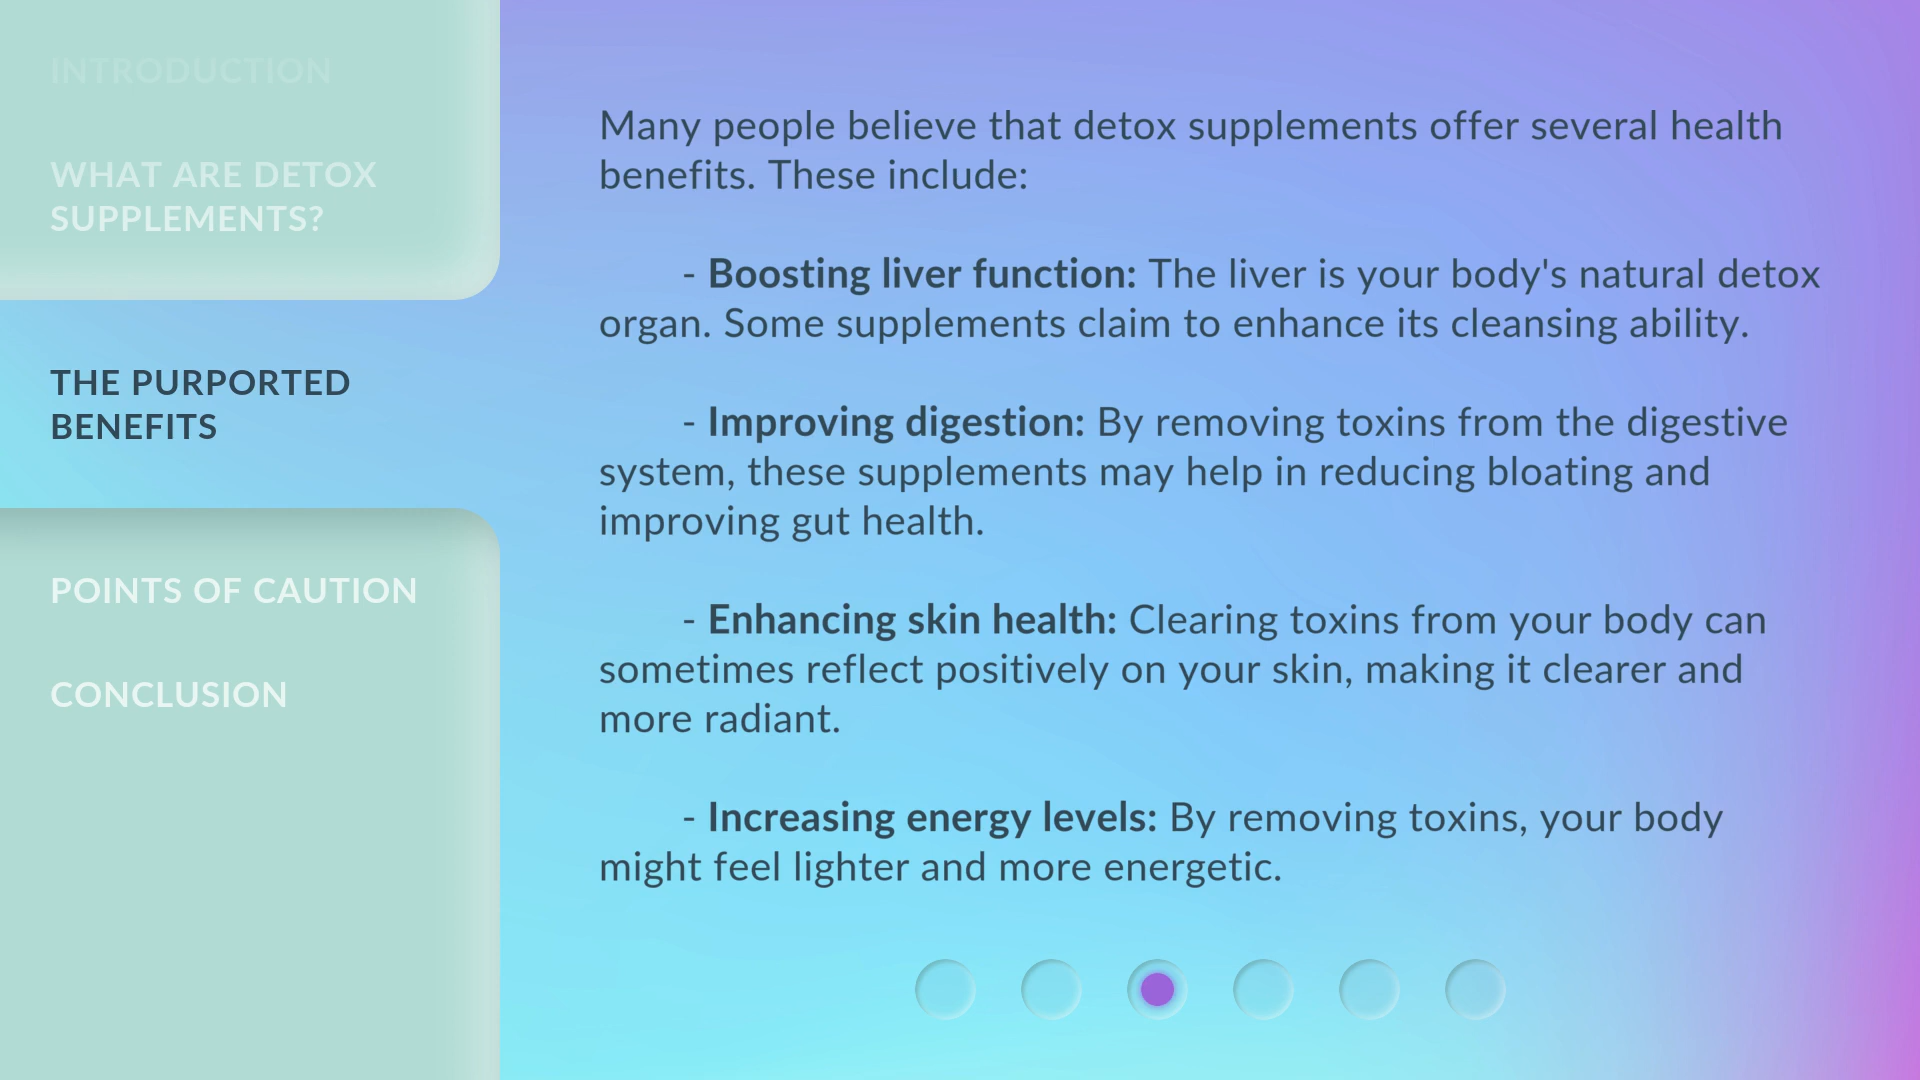 INTRODUCTION
WHAT ARE DETOX
SUPPLEMENTS?
THE PURPORTED
BENEFITS
POINTS OF CAUTION
CONCLUSION
Many people believe that detox supplements offer several health
benefits. These include:
- Boosting liver function: The liver is your body's natural detox
organ. Some supplements claim to enhance its cleansing ability.
- Improving digestion: By removing toxins from the digestive
system, these supplements may help in reducing bloating and
improving gut health.
- Enhancing skin health: Clearing toxins from your body can
sometimes reflect positively on your skin, making it clearer and
more radiant.
- Increasing energy levels: By removing toxins, your body
might feel lighter and more energetic.